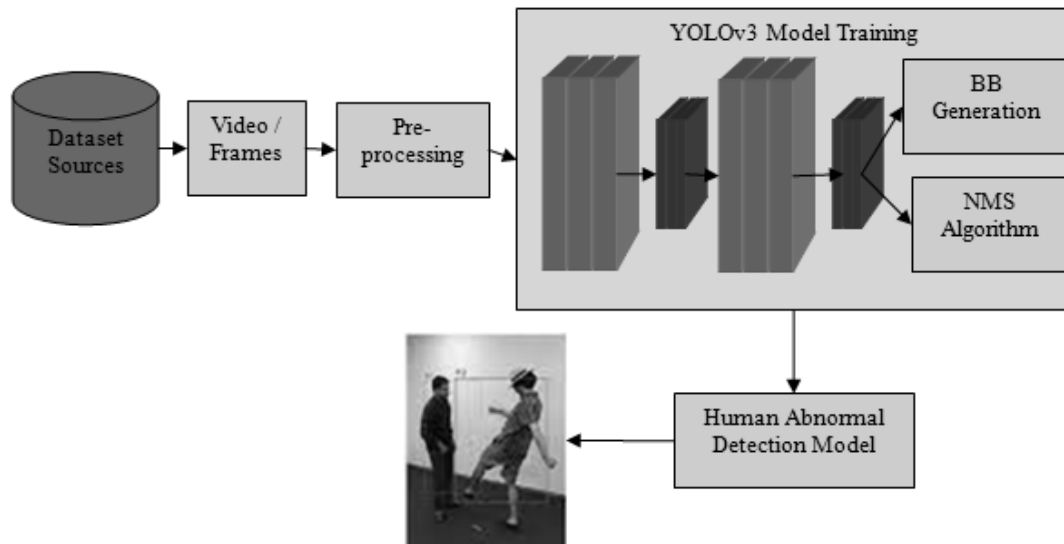 YOLOv3 Model Training
Dataset
Sources
Video /
Frames
Pre-
processing
BB
Generation
NMS
Algorithm
Human Abnormal
Detection Model